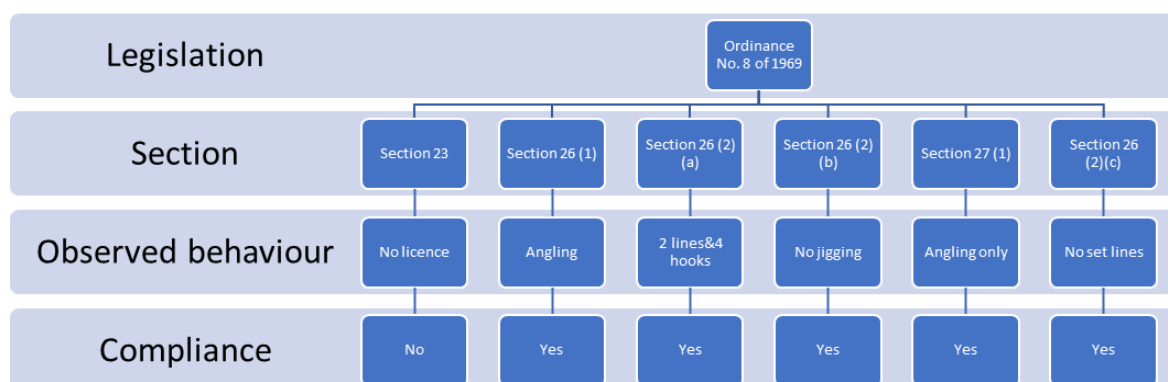 Legislation
Ordinance
No. 8 of 1969
Section
Section 23
Section 26 (1)
Section 26 (2)
(a)
Section 26 (2)
(b)
Section 27 (1)
Section 26
(2)(c)
Observed behaviour
No licence
Angling
2 lines&4
hooks
No jigging
Angling only
No set lines
Compliance
No
Yes
Yes
Yes
Yes
Yes